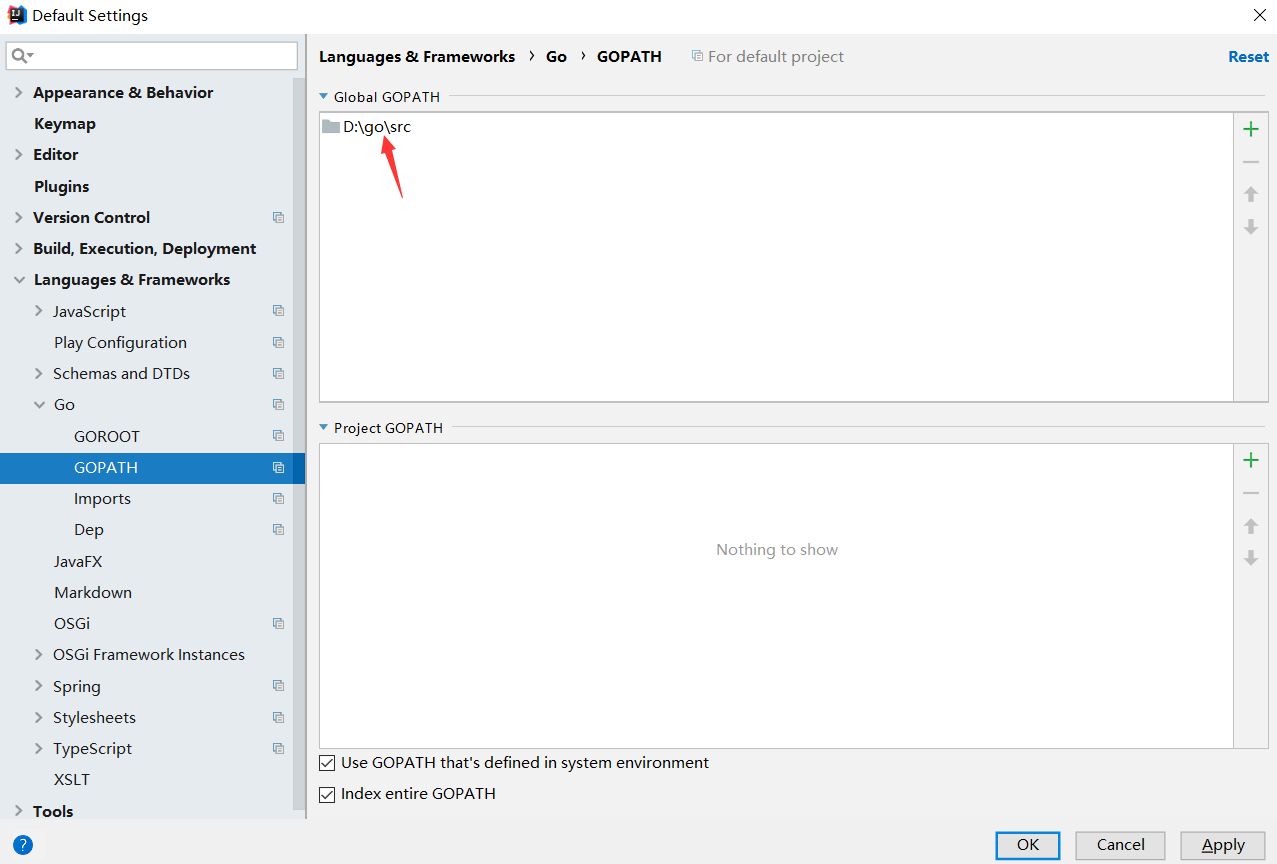 Default Settings
Appearance & Behavior
Keymap
Editor
Plugins
Version Control
Build, Execution, Deployment
Languages & Frameworks
JavaScript
Play Configuration
Schemas and DTDs
Go
GOROOT
GOPATH
Imports
Dep
JavaFX
Markdown
OSGi
OSGi Framework Instances
Spring
Stylesheets
TypeScript
XSLT
Tools
?
Languages & Frameworks › Go › GOPATH For default project Reset
Global GOPATH
D:\go\src
Project GOPATH
Nothing to show
Use GOPATH that's defined in system environment
Index entire GOPATH
OK Cancel Apply